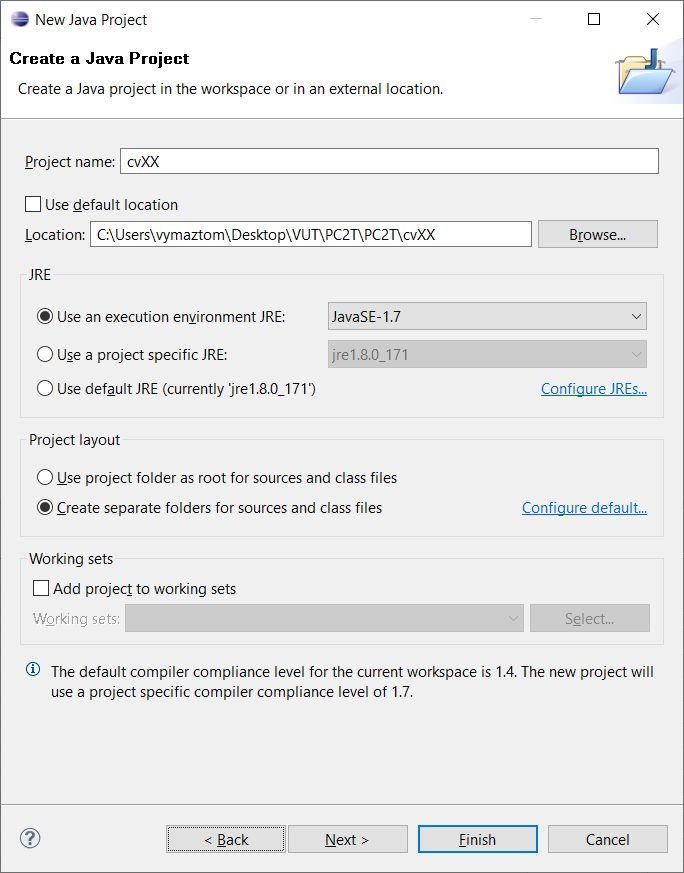 New Java Project
Create a Java Project
Create a Java project in the workspace or in an external location.
Project name: cvXX
Use default location
Location: C:\Users\vymaztom\Desktop\VUT\PC2T\PC2T\cvXX Browse...
JRE
Use an execution environment JRE: JavaSE-1.7
Use a project specific JRE: jre1.8.0_171
Use default JRE (currently 'jre1.8.0_171') Configure JREs...
Project layout
Use project folder as root for sources and class files
Create separate folders for sources and class files Configure default...
Working sets
Add project to working sets
Working sets: Select...
The default compiler compliance level for the current workspace is 1.4. The new project will
use a project specific compiler compliance level of 1.7.
? < Back Next > Finish Cancel